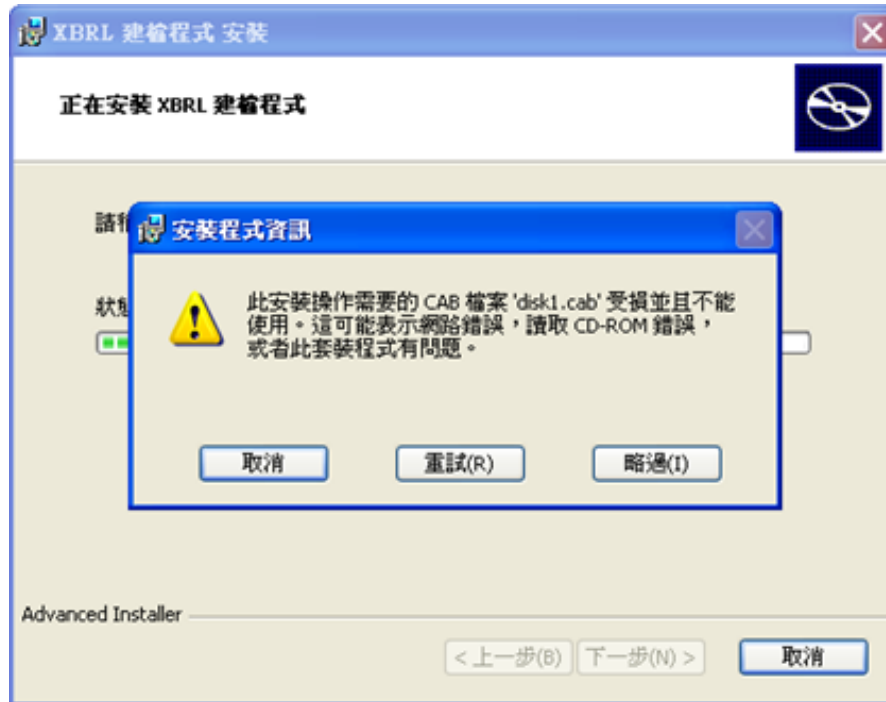 XBRL 建檔程式 安裝
正在安裝 XBRL 建檔程式
請稍
安裝程式資訊
狀態
此安裝操作需要的 CAB 檔案 'disk1.cab' 受損並且不能
使用。這可能表示網路錯誤，讀取 CD-ROM 錯誤，
或者此套裝程式有問題。
取消 重試(R) 略過(I)
Advanced Installer
< 上一步(B) 下一步(N) > 取消